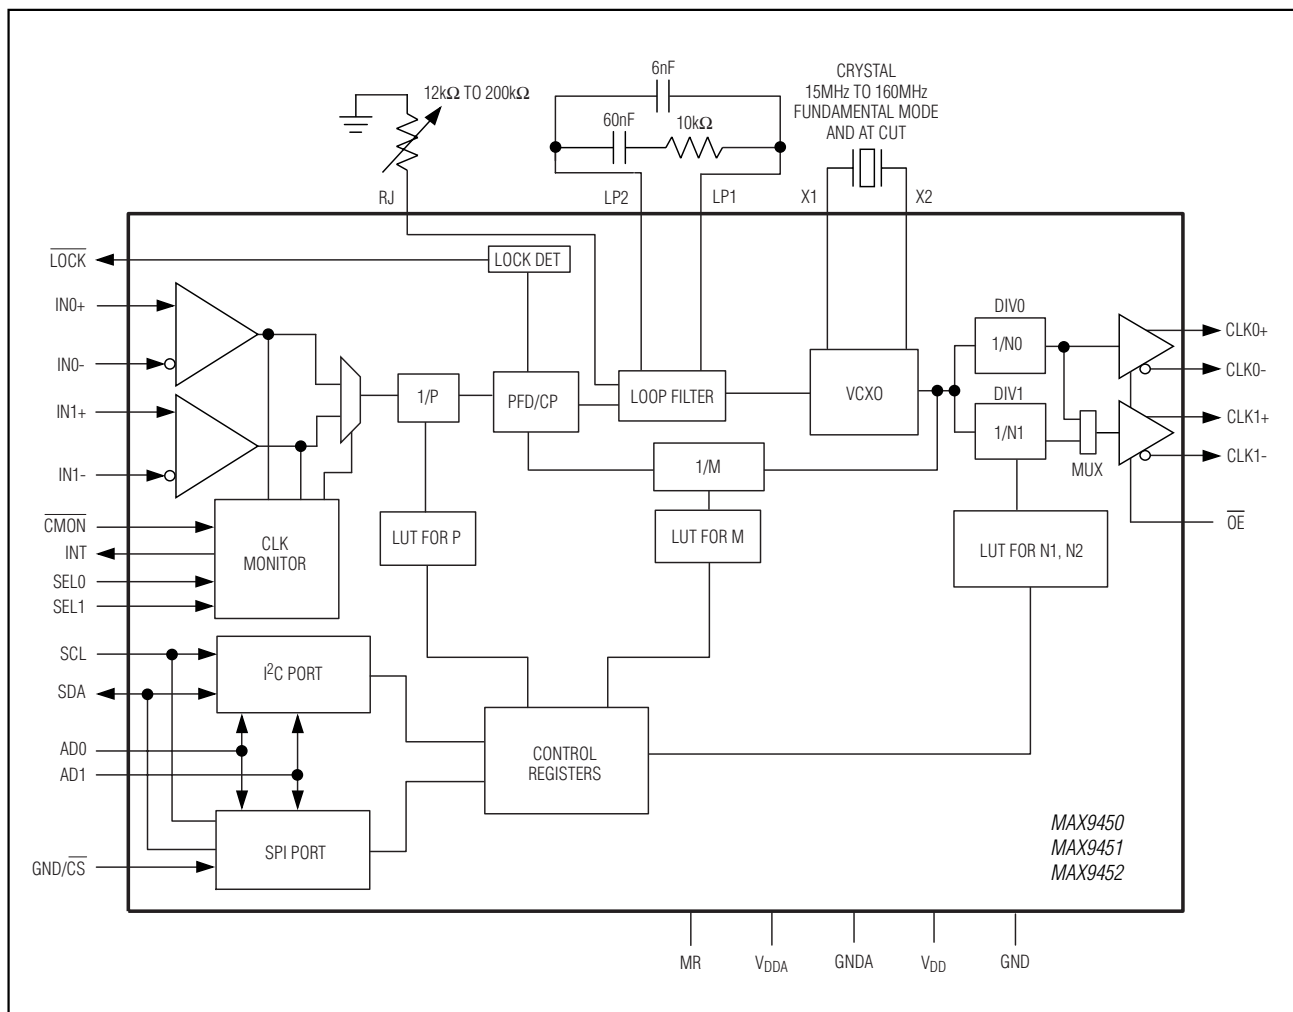 6nF
CRYSTAL
15MHz TO 160MHz
FUNDAMENTAL MODE
AND AT CUT
12kΩ TO 200kΩ
60nF
10kΩ
RJ
LP2
LP1
X1
X2
LOCK
LOCK DET
IN0+
IN0-
IN1+
IN1-
1/P
PFD/CP
LOOP FILTER
VCXO
DIV0
1/N0
DIV1
1/N1
MUX
CLK0+
CLK0-
CLK1+
CLK1-
OE
1/M
CMON
INT
SEL0
SEL1
CLK
MONITOR
LUT FOR P
LUT FOR M
LUT FOR N1, N2
SCL
SDA
AD0
AD1
GND/CS
I²C PORT
SPI PORT
CONTROL
REGISTERS
MAX9450
MAX9451
MAX9452
MR
VDDA
GNDA
VDD
GND